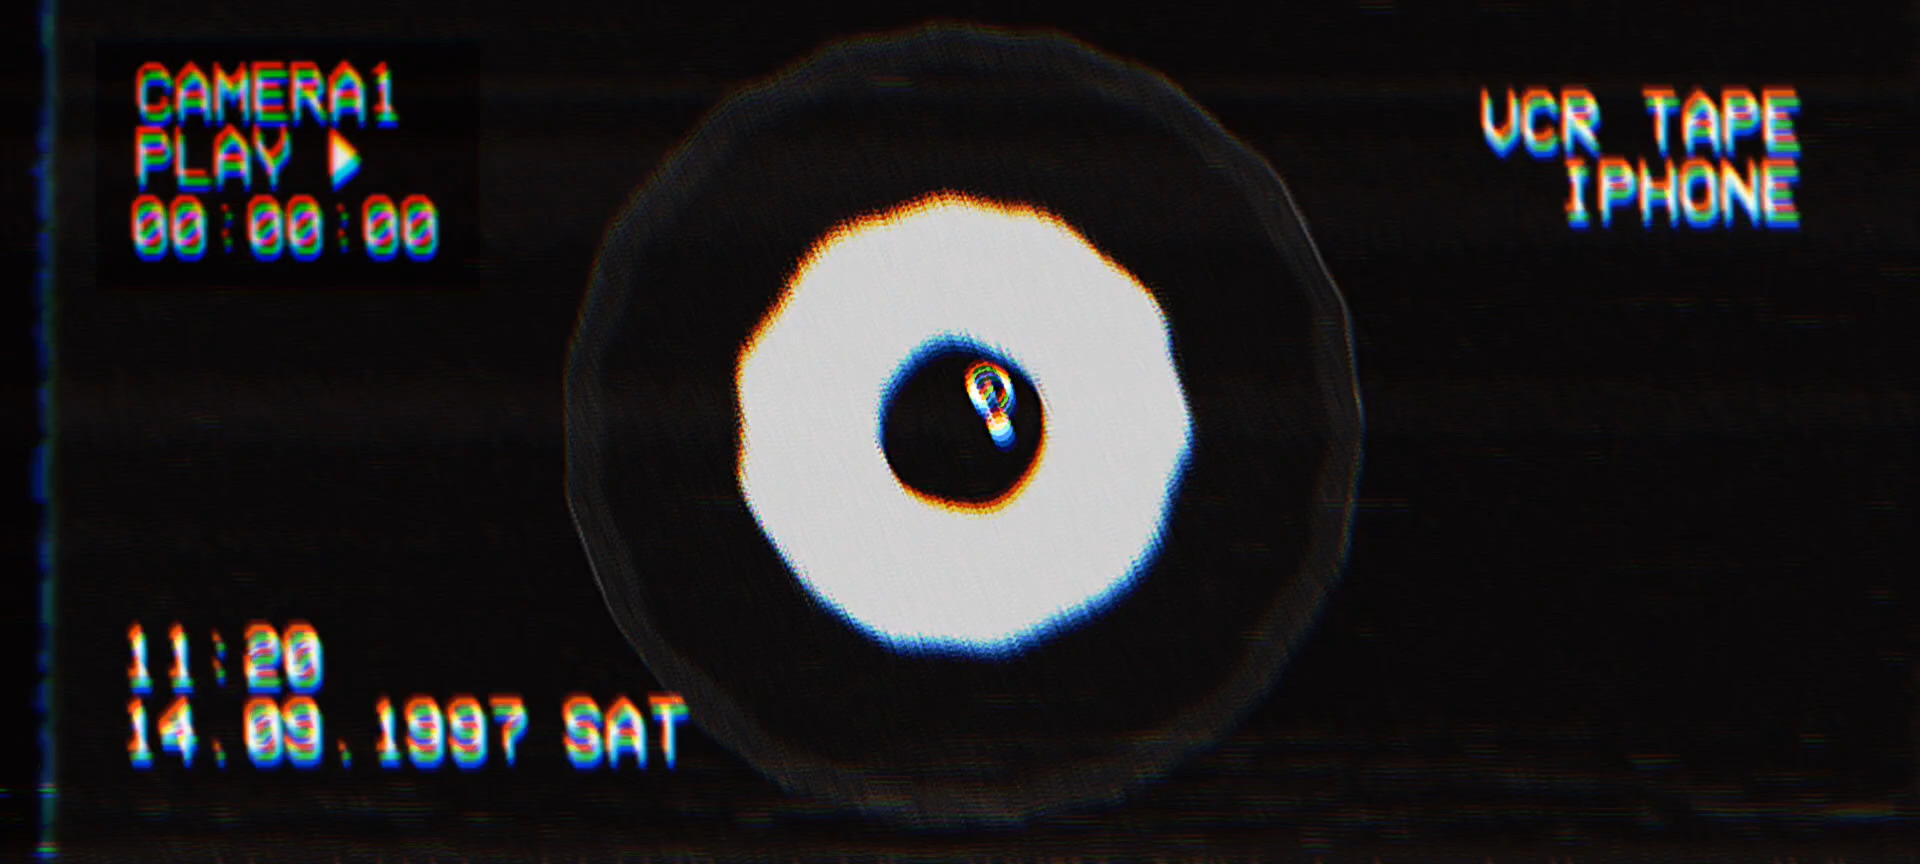 CAMERA1
PLAY
00:00:00
VCR TAPE
IPHONE
11:20
14.09.1997 SAT